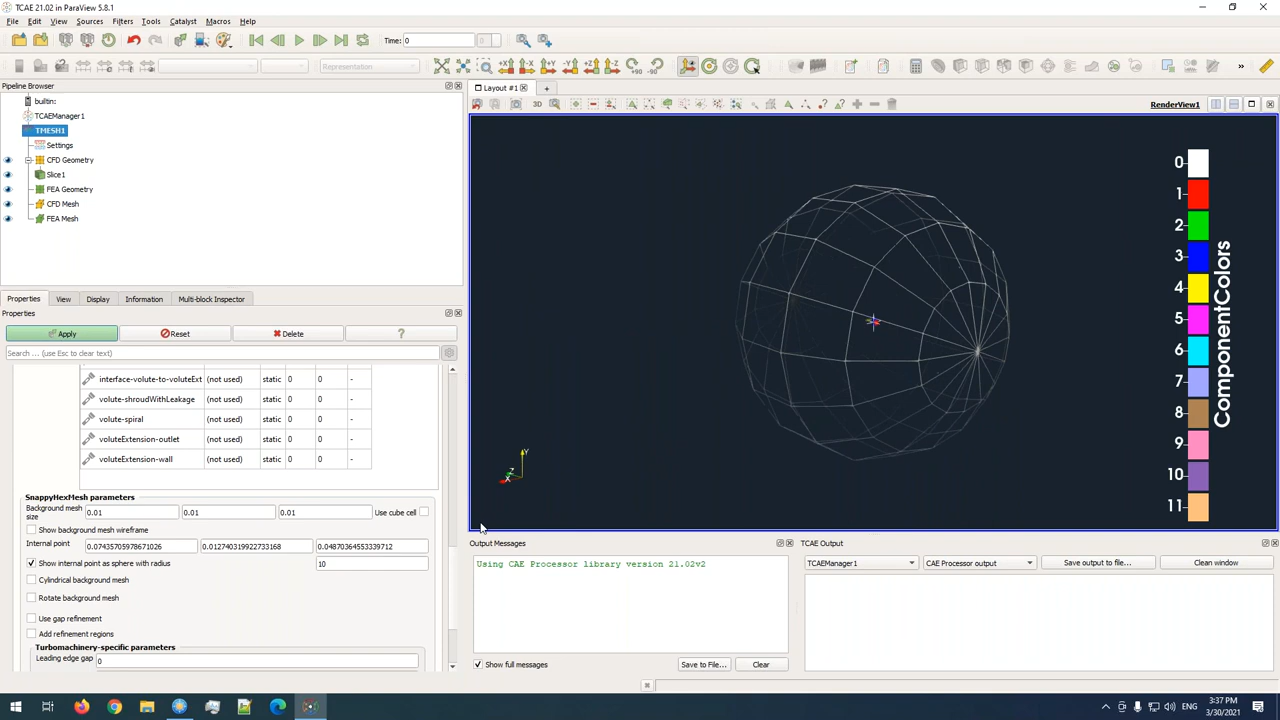 TCAE 21.02 in ParaView 5.8.1
File Edit View Sources Filters Tools Catalyst Macros Help
Time: 0 0
Representation
Pipeline Browser
Layout #1
+
3D
RenderView1
builtin:
TCAEManager1
TMESH1
Settings
CFD Geometry
Slice1
FEA Geometry
CFD Mesh
FEA Mesh
Properties View Display Information Multi-block Inspector
Properties
Apply Reset Delete ?
Search ... (use Esc to clear text)
interface-volute-to-voluteExt (not used) static 0 0 -
volute-shroudWithLeakage (not used) static 0 0 -
volute-spiral (not used) static 0 0 -
voluteExtension-outlet (not used) static 0 0 -
voluteExtension-wall (not used) static 0 0 -
SnappyHexMesh parameters
Background mesh size 0.01 0.01 0.01 Use cube cell
Show background mesh wireframe
Internal point 0.07435705978671026 0.012740319922733168 0.04870364553339712
Show internal point as sphere with radius 10
Cylindrical background mesh
Rotate background mesh
Use gap refinement
Add refinement regions
Turbomachinery-specific parameters
Leading edge gap 0
0
1
2
3
4
5
6
7
8
9
10
11
ComponentColors
Y
Z
X
Output Messages
Using CAE Processor library version 21.02v2
Show full messages Save to File... Clear
TCAE Output
TCAEManager1 CAE Processor output Save output to file... Clean window
ENG 3:37 PM
3/30/2021